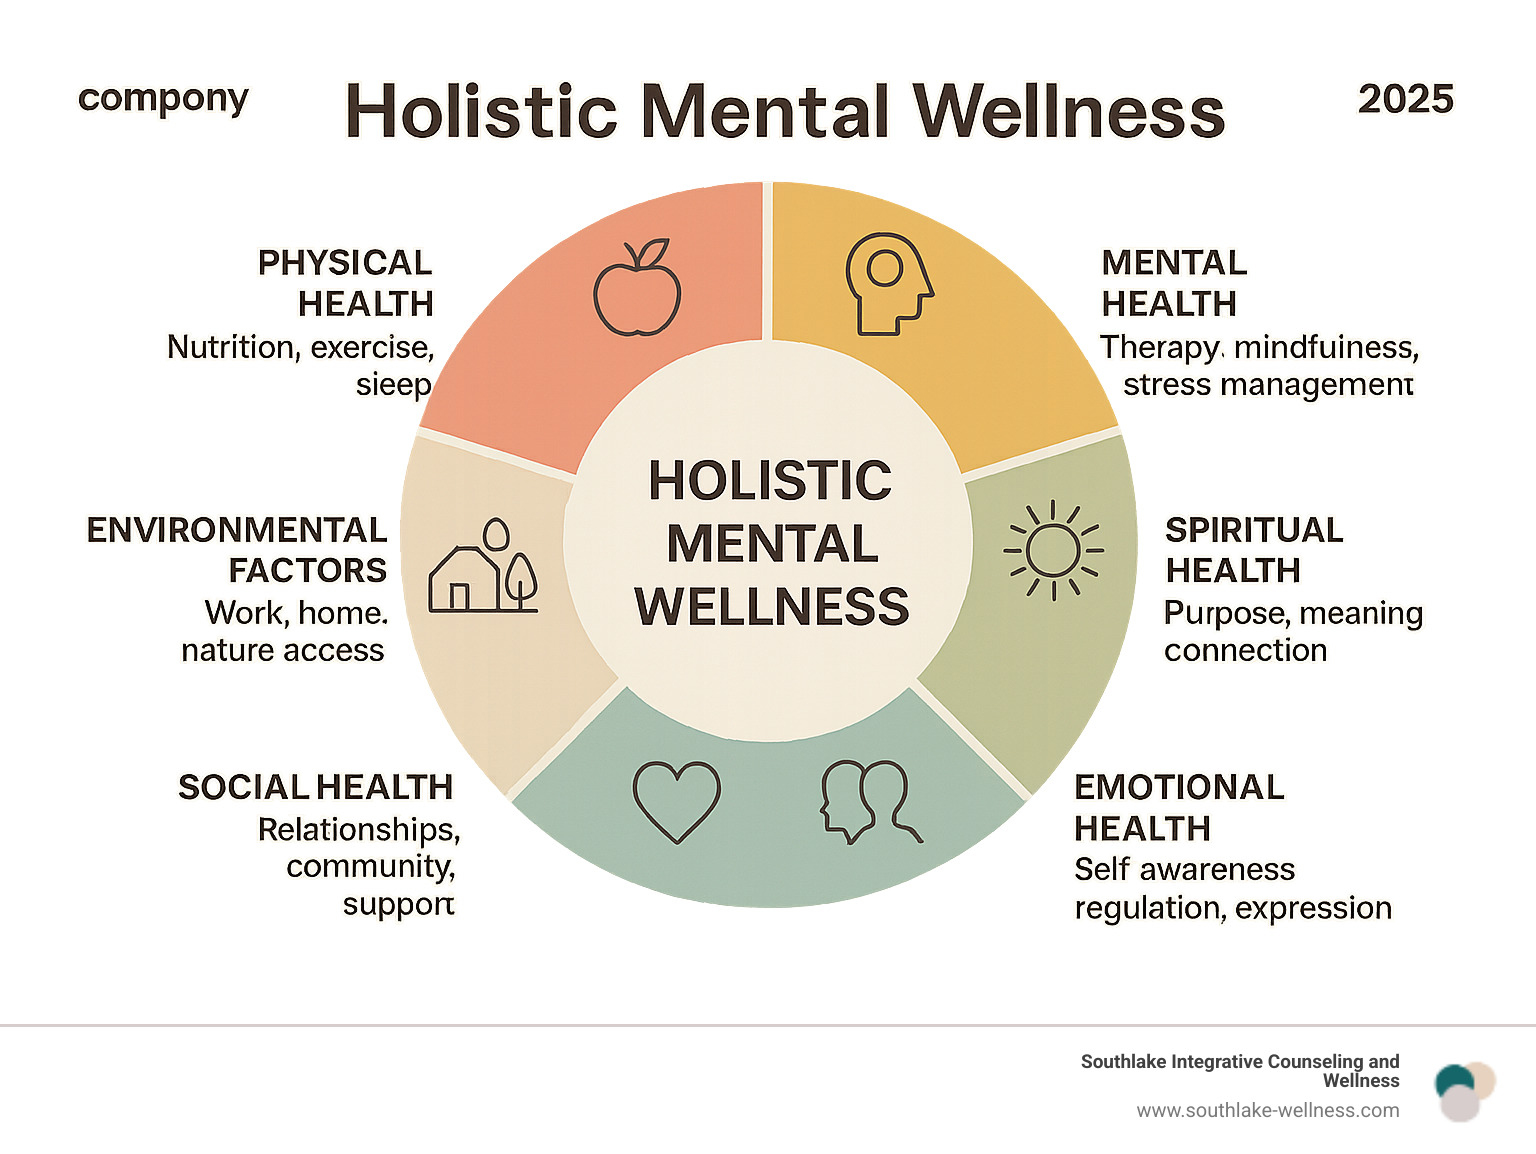 compony
Holistic Mental Wellness
2025
PHYSICAL
HEALTH
Nutrition, exercise,
sieep
MENTAL
HEALTH
Therapy. mindfuiness,
stress management
HOLISTIC
MENTAL
WELLNESS
ENVIRONMENTAL
FACTORS
Work, home.
nature access
SPIRITUAL
HEALTH
Purpose, meaning
connection
SOCIAL HEALTH
Relationships,
community,
support
EMOTIONAL
HEALTH
Self awareness
regulation, expression
Southlake Integrative Counseling and
Wellness
www.southlake-wellness.com